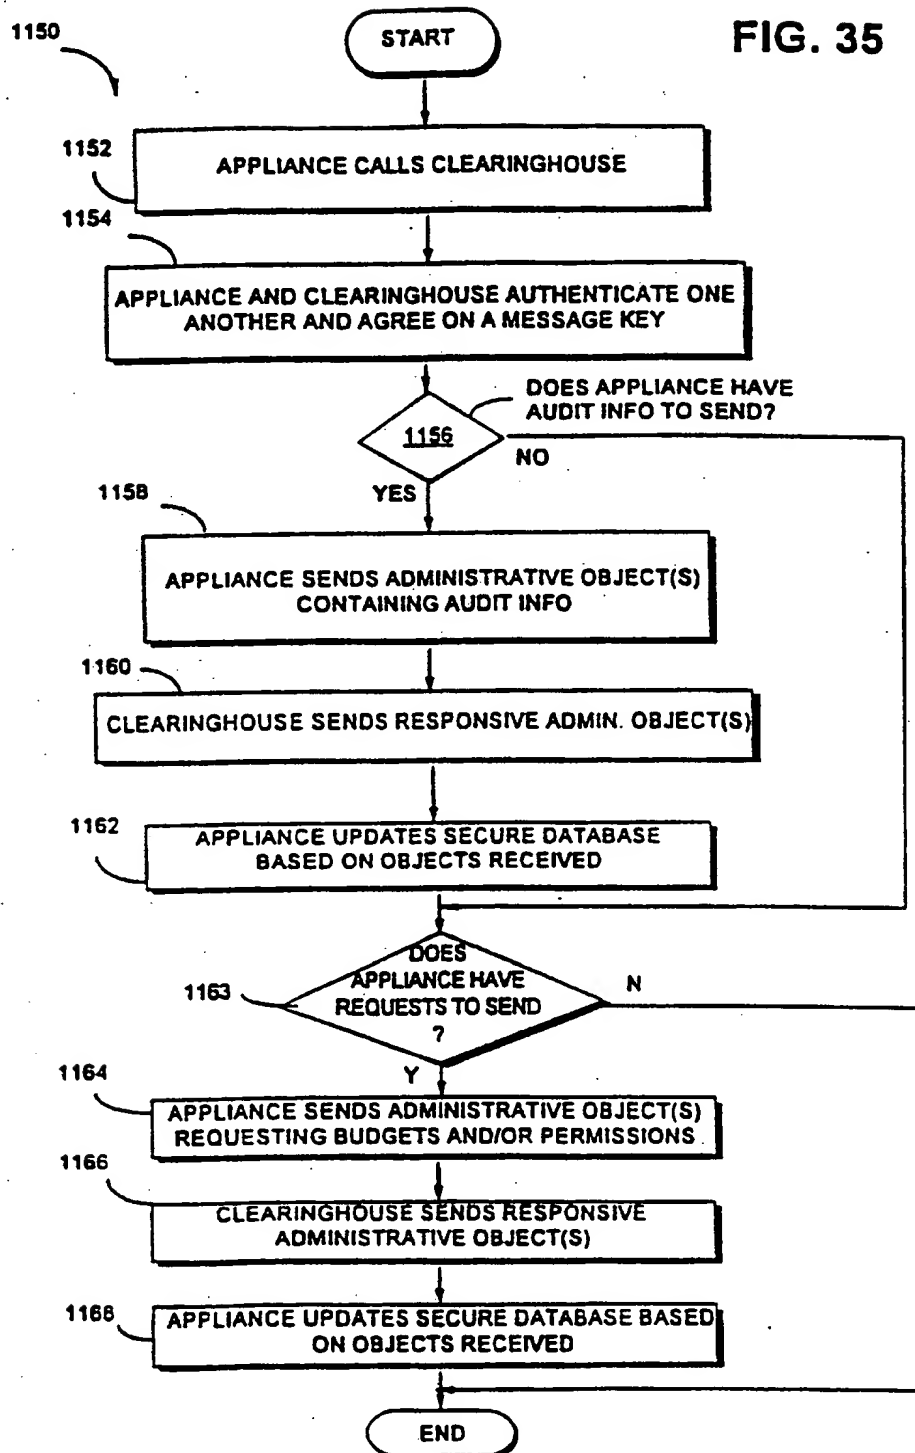 1150
START
FIG. 35
1152
APPLIANCE CALLS CLEARINGHOUSE
1154
APPLIANCE AND CLEARINGHOUSE AUTHENTICATE ONE
ANOTHER AND AGREE ON A MESSAGE KEY
DOES APPLIANCE HAVE
AUDIT INFO TO SEND?
1156
NO
YES
1158
APPLIANCE SENDS ADMINISTRATIVE OBJECT(S)
CONTAINING AUDIT INFO
1160
CLEARINGHOUSE SENDS RESPONSIVE ADMIN. OBJECT(S)
1162
APPLIANCE UPDATES SECURE DATABASE
BASED ON OBJECTS RECEIVED
DOES
APPLIANCE HAVE
REQUESTS TO SEND
?
1163
N
Y
1164
APPLIANCE SENDS ADMINISTRATIVE OBJECT(S)
REQUESTING BUDGETS AND/OR PERMISSIONS
1166
CLEARINGHOUSE SENDS RESPONSIVE
ADMINISTRATIVE OBJECT(S)
1168
APPLIANCE UPDATES SECURE DATABASE BASED
ON OBJECTS RECEIVED
END